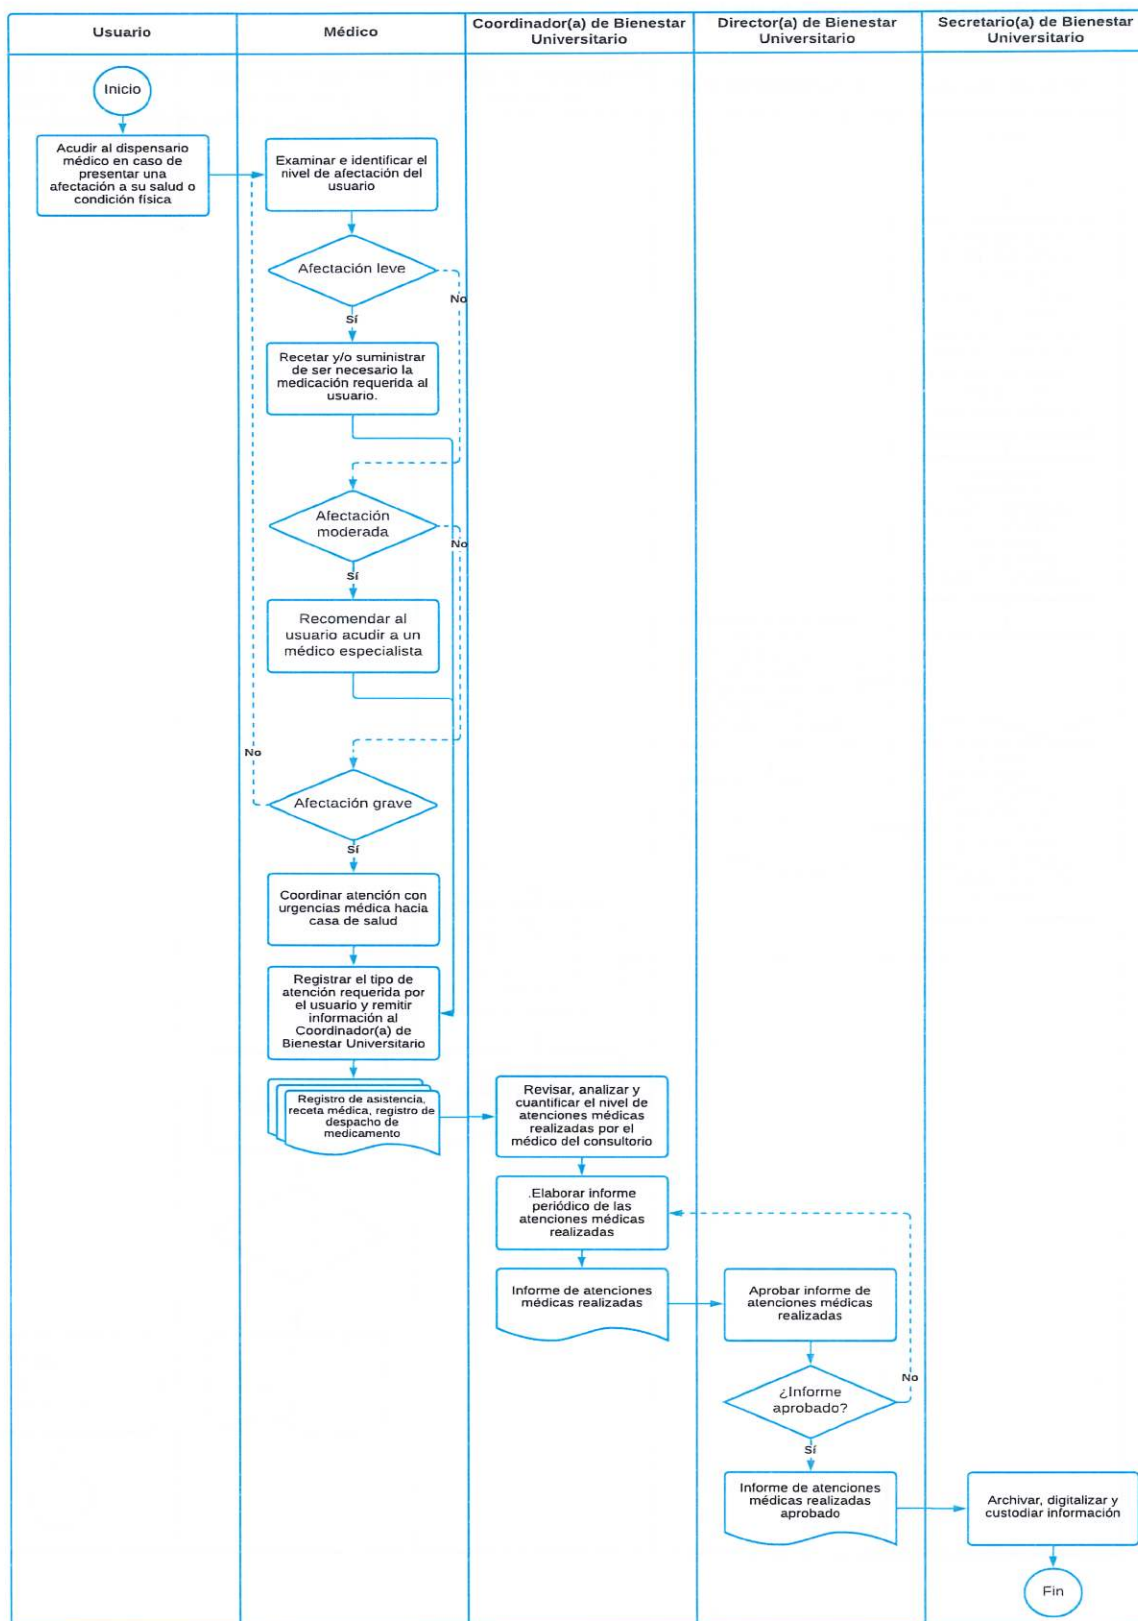 Usuario
Médico
Coordinador(a) de Bienestar
Universitario
Director(a) de Bienestar
Universitario
Secretario(a) de Bienestar
Universitario
Inicio
Acudir al dispensario
médico en caso de
presentar una
afectación a su salud o
condición física
Examinar e identificar el
nivel de afectación del
usuario
Afectación leve
No
Sí
Recetar y/o suministrar
de ser necesario la
medicación requerida al
usuario.
Afectación
moderada
No
Sí
Recomendar al
usuario acudir a un
médico especialista
No
Afectación grave
Sí
Coordinar atención con
urgencias médica hacia
casa de salud
Registrar el tipo de
atención requerida por
el usuario y remitir
información al
Coordinador(a) de
Bienestar Universitario
Registro de asistencia,
receta médica, registro de
despacho de
medicamento
Revisar, analizar y
cuantificar el nivel de
atenciones médicas
realizadas por el
médico del consultorio
.Elaborar informe
periódico de las
atenciones médicas
realizadas
Informe de atenciones
médicas realizadas
Aprobar informe de
atenciones médicas
realizadas
¿Informe
aprobado?
No
Sí
Informe de atenciones
médicas realizadas
aprobado
Archivar, digitalizar y
custodiar información
Fin